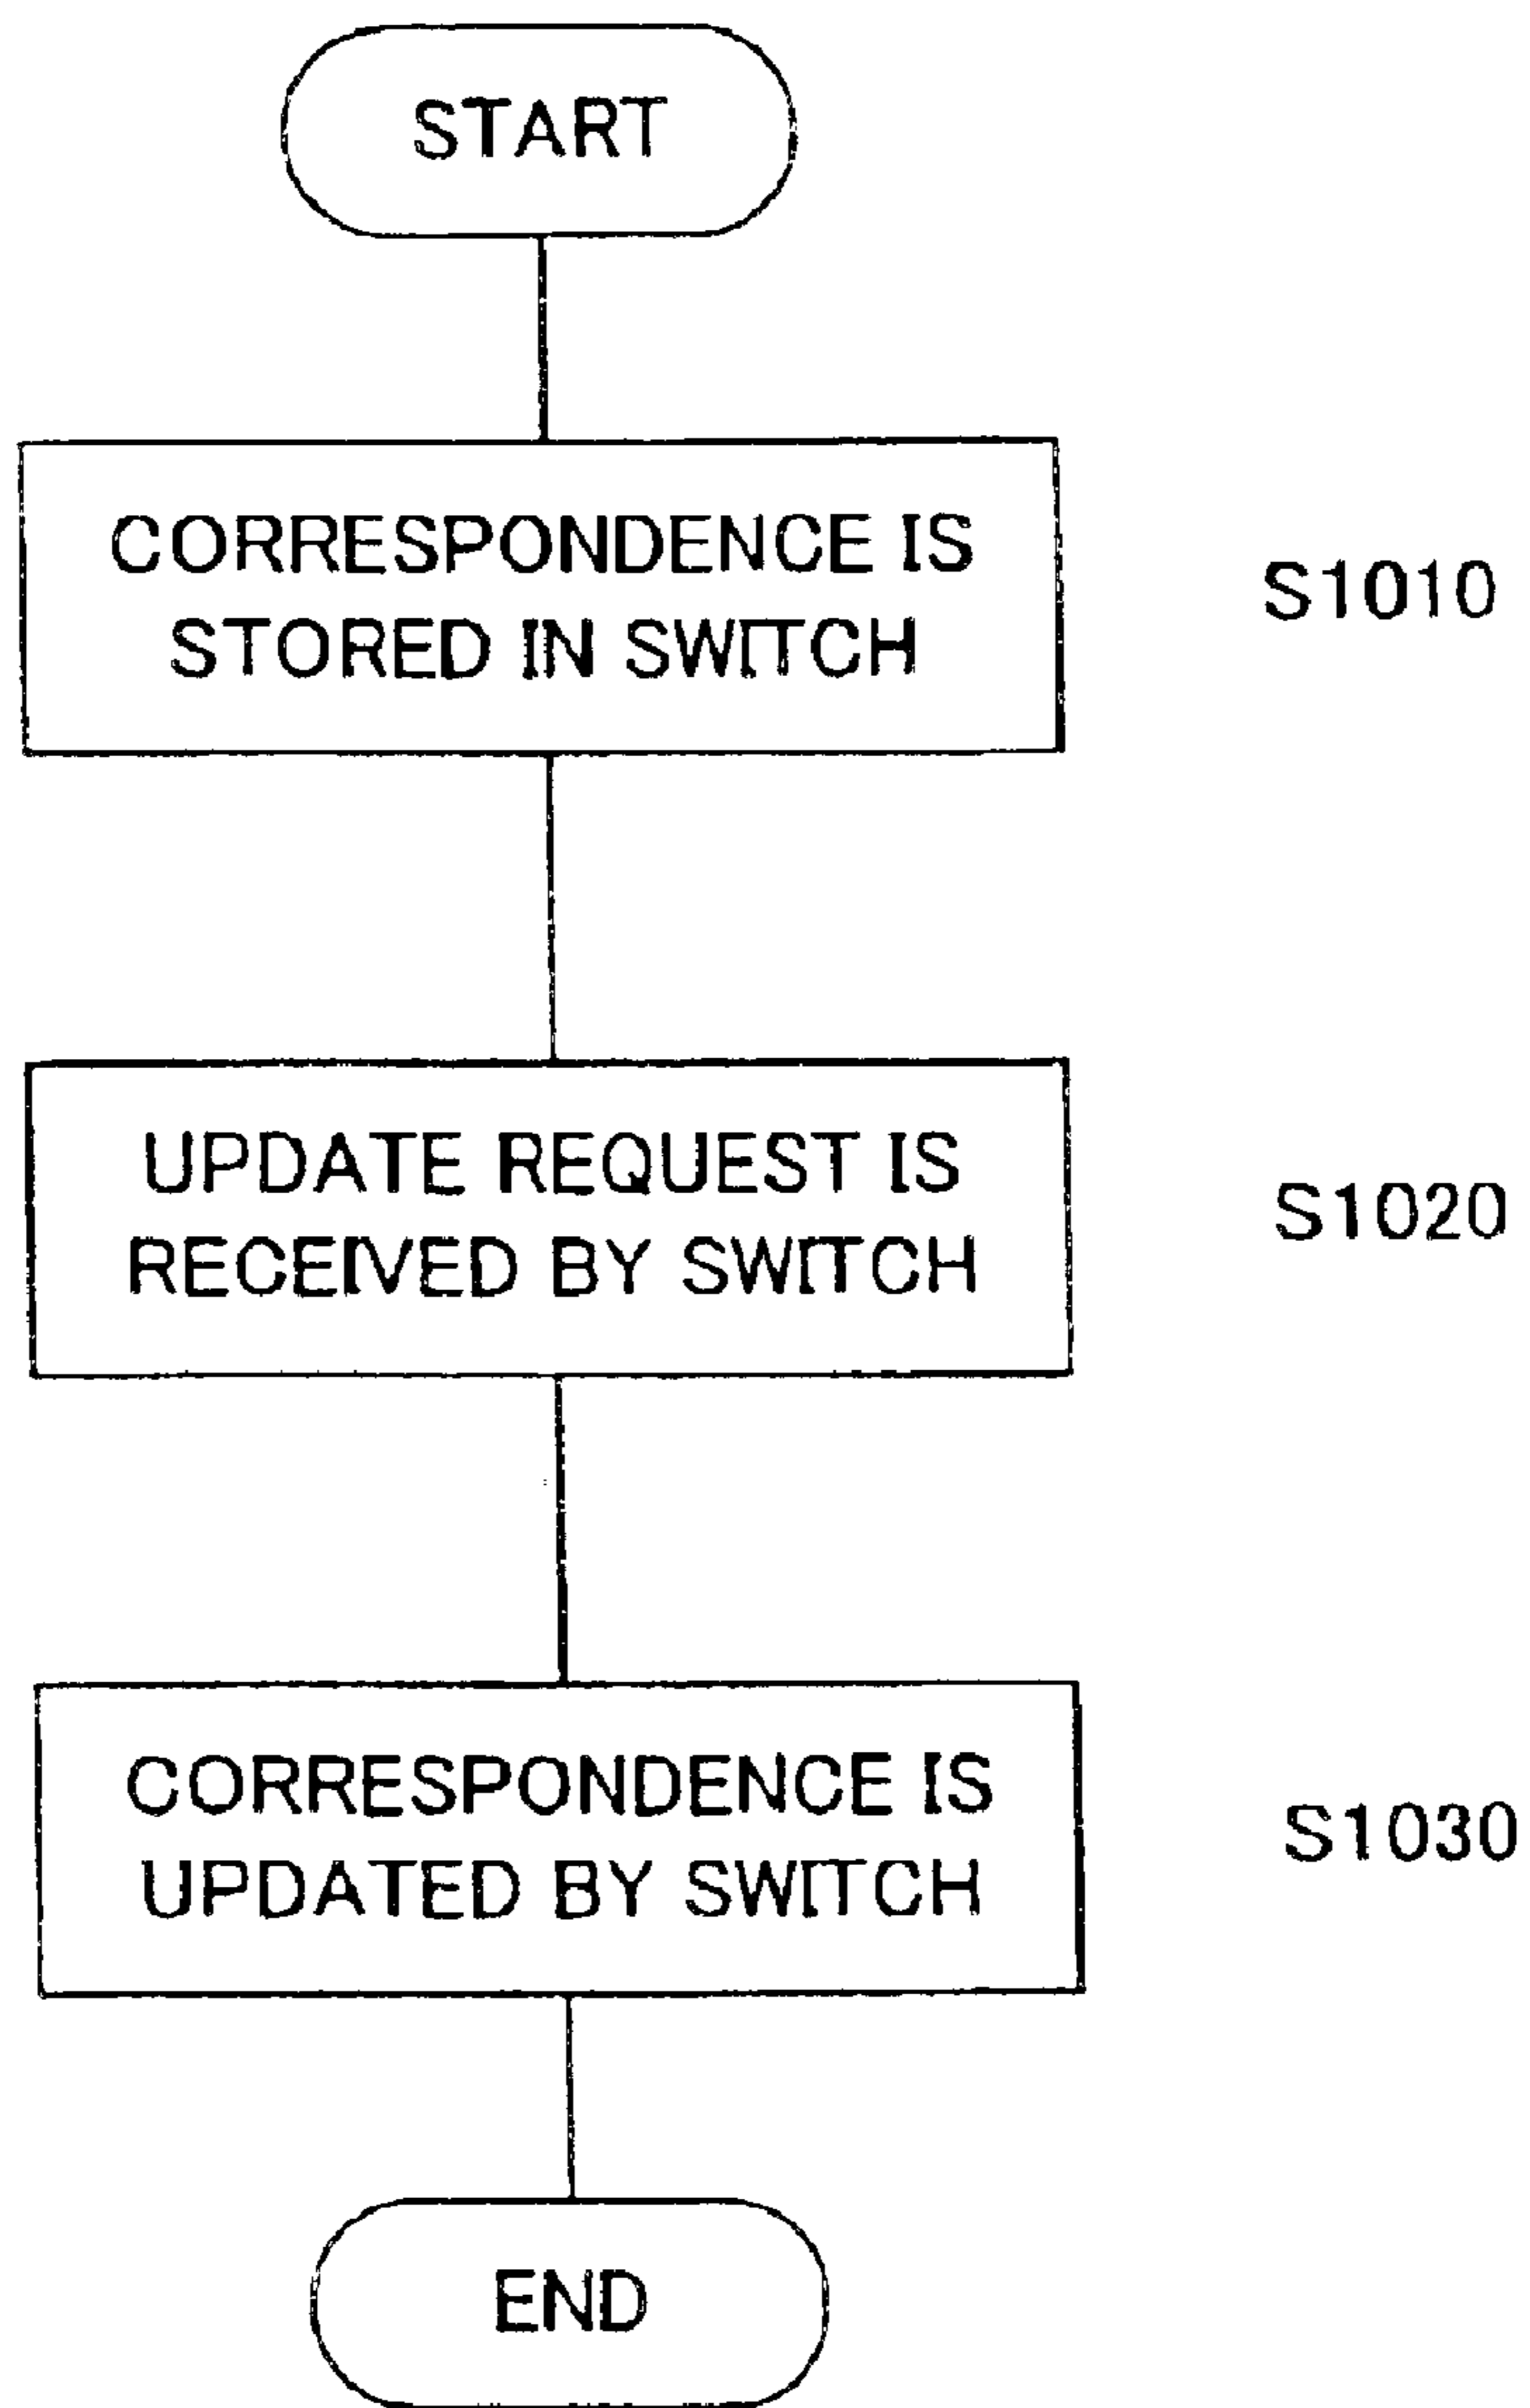 START
CORRESPONDENCE IS
STORED IN SWITCH
S1010
UPDATE REQUEST IS
RECEIVED BY SWITCH
S1020
CORRESPONDENCE IS
UPDATED BY SWITCH
S1030
END